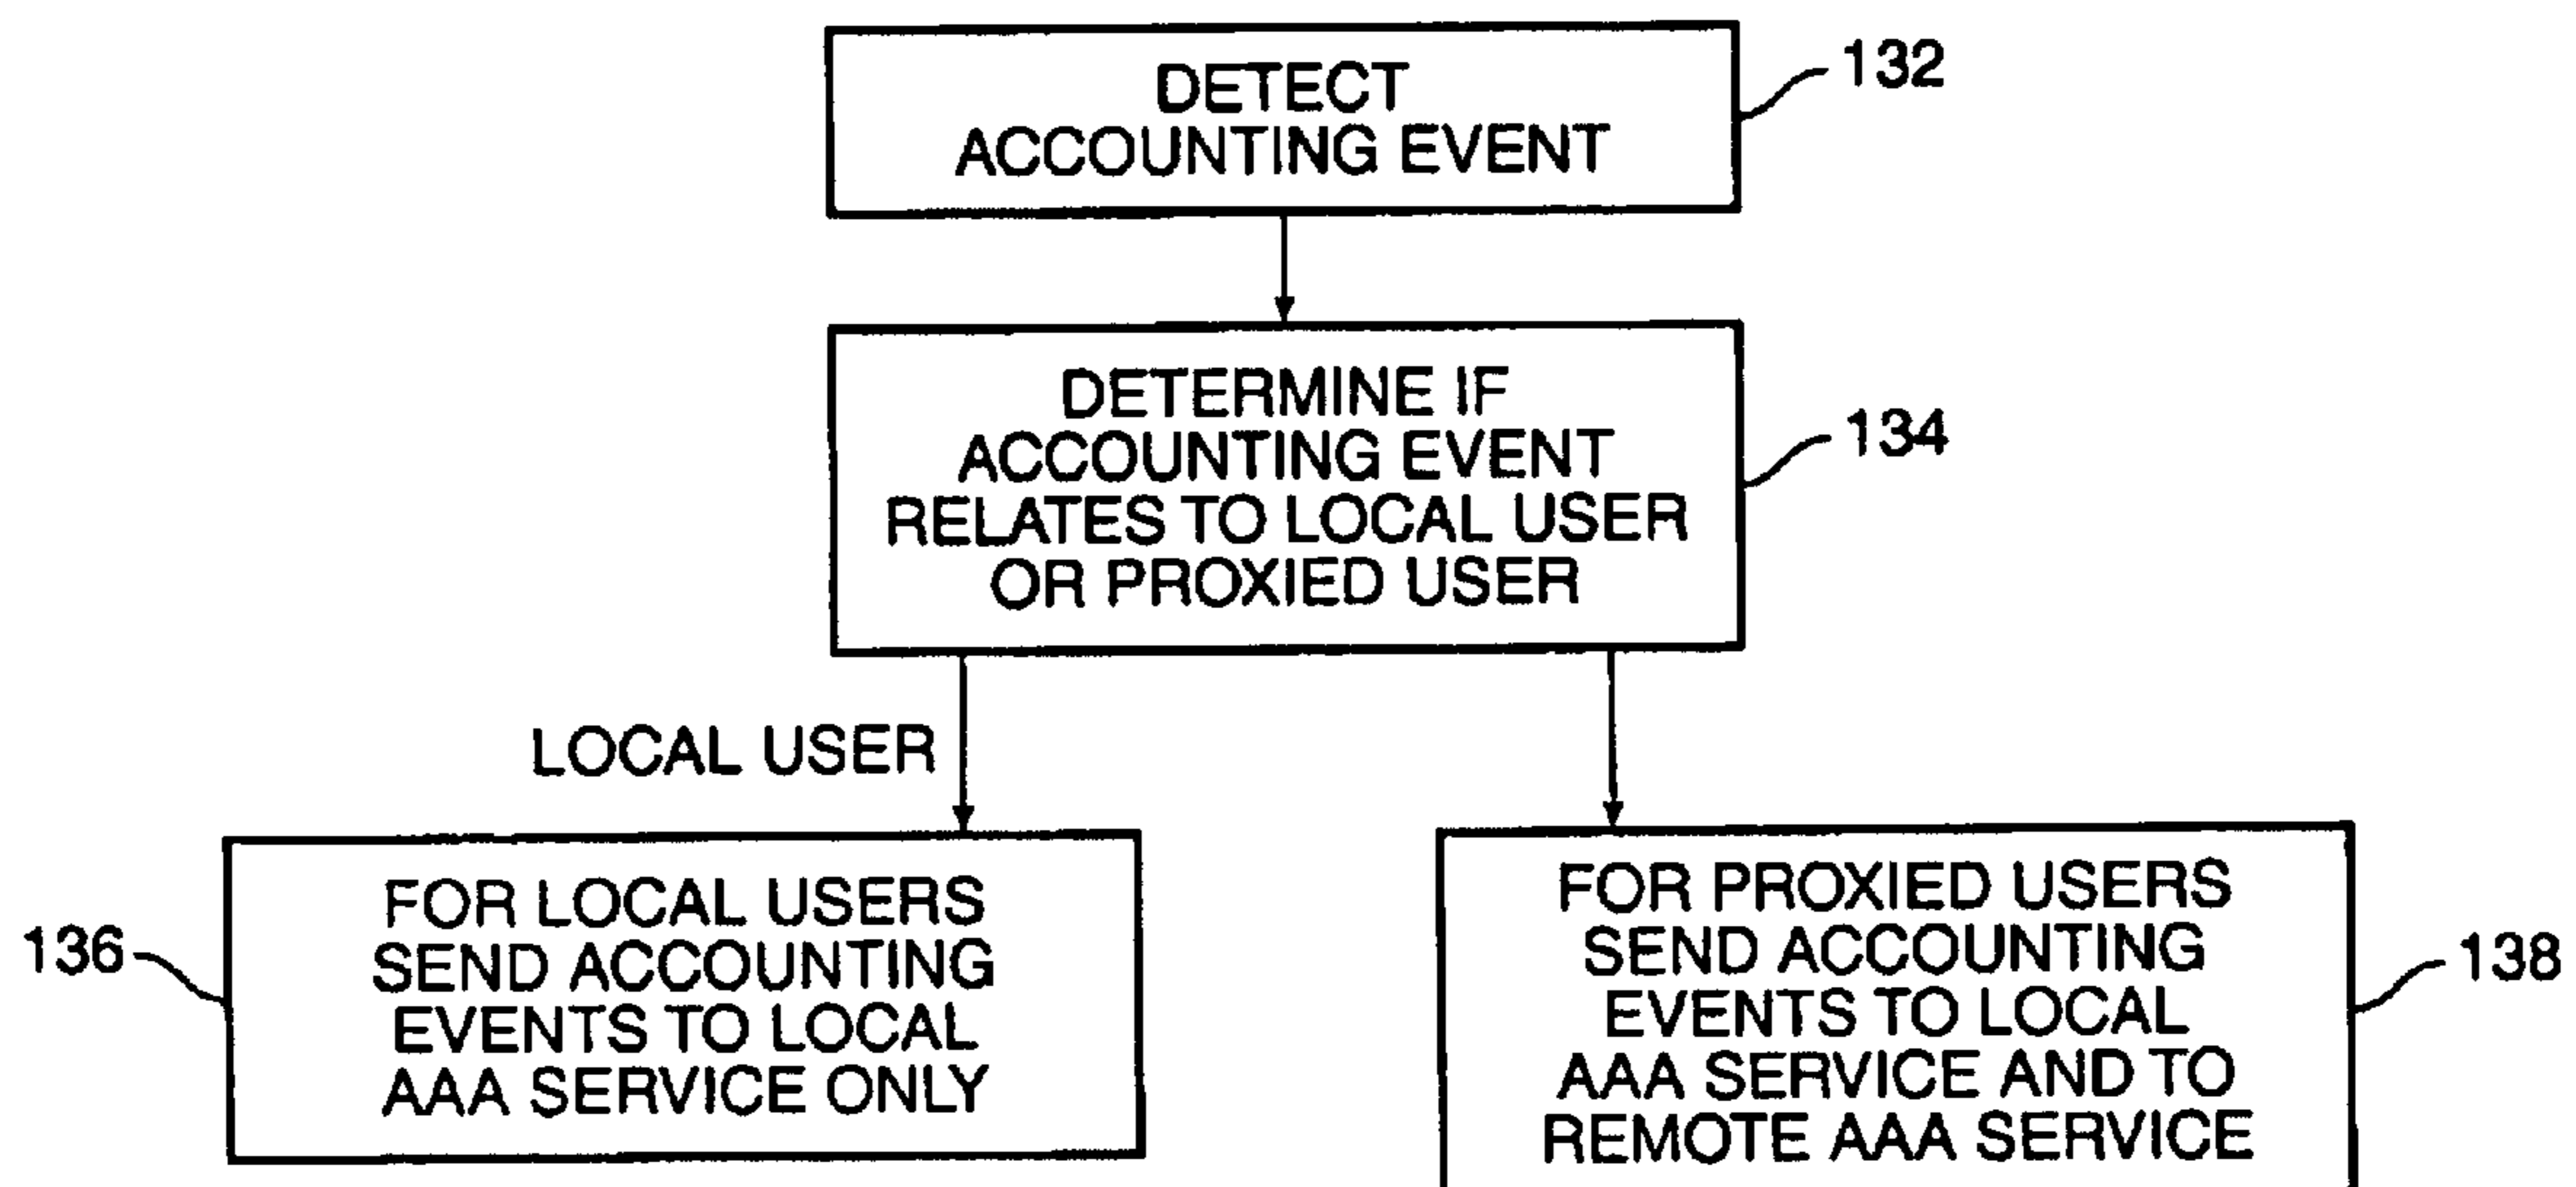 DETECT
ACCOUNTING EVENT
132
DETERMINE IF
ACCOUNTING EVENT
RELATES TO LOCAL USER
OR PROXIED USER
134
LOCAL USER
136
FOR LOCAL USERS
SEND ACCOUNTING
EVENTS TO LOCAL
AAA SERVICE ONLY
FOR PROXIED USERS
SEND ACCOUNTING
EVENTS TO LOCAL
AAA SERVICE AND TO
REMOTE AAA SERVICE
138